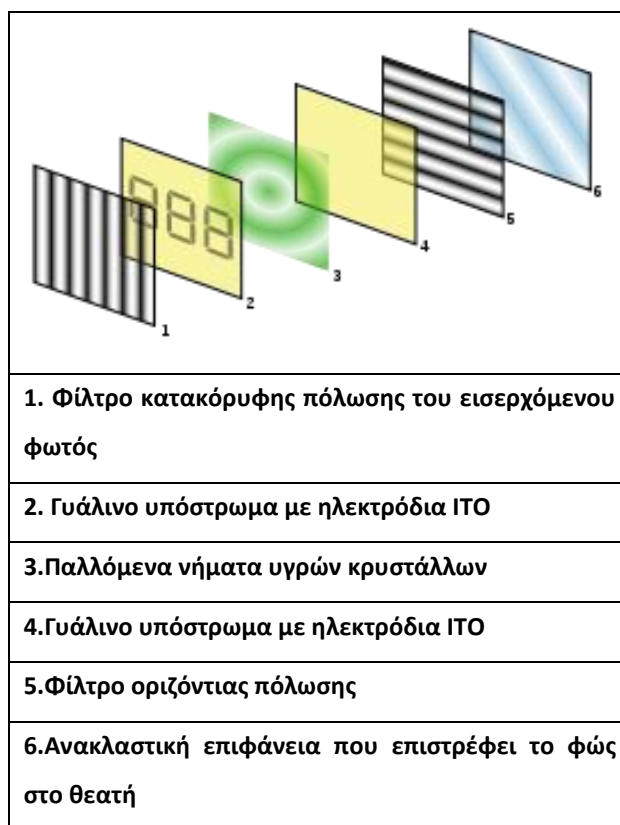 1
2
3
4
5
6
1. Φίλτρο κατακόρυφης πόλωσης του εισερχόμενου
φωτός
2. Γυάλινο υπόστρωμα με ηλεκτρόδια ITO
3.Παλλόμενα νήματα υγρών κρυστάλλων
4.Γυάλινο υπόστρωμα με ηλεκτρόδια ITO
5.Φίλτρο οριζόντιας πόλωσης
6.Ανακλαστική επιφάνεια που επιστρέφει το φώς
στο θεατή